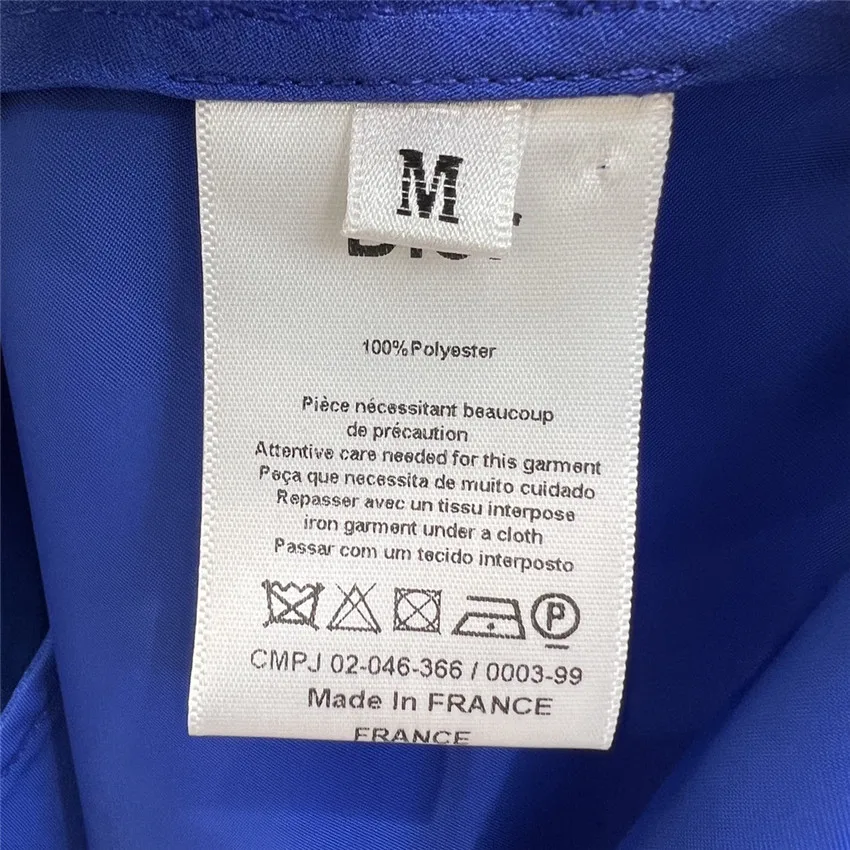 M
100%Polyester
Pièce nécessitant beaucoup
de précaution
Attentive care needed for this garment
Peça que necessita de muito cuidado
Repasser avec un tissu interpose
iron garment under a cloth
Passar com um tecido interposto
P
CMPJ 02-046-366 / 0003-99
Made In FRANCE
FRANCE